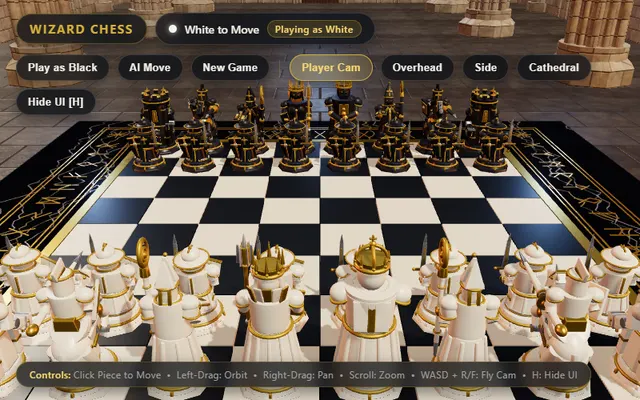 WIZARD CHESS
White to Move Playing as White
Play as Black AI Move New Game Player Cam Overhead Side Cathedral
Hide UI [H]
Controls: Click Piece to Move • Left-Drag: Orbit • Right-Drag: Pan • Scroll: Zoom • WASD + R/F: Fly Cam • H: Hide UI